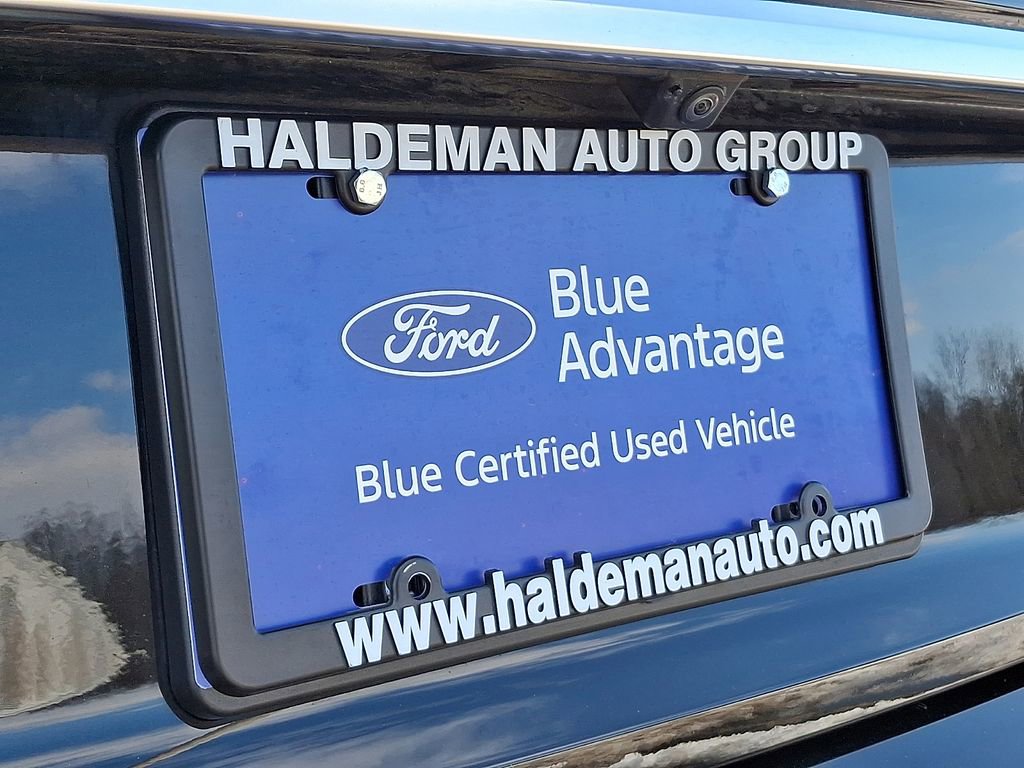 HALDEMAN AUTO GROUP
Ford
Blue
Advantage
Blue Certified Used Vehicle
www.haldemanauto.com